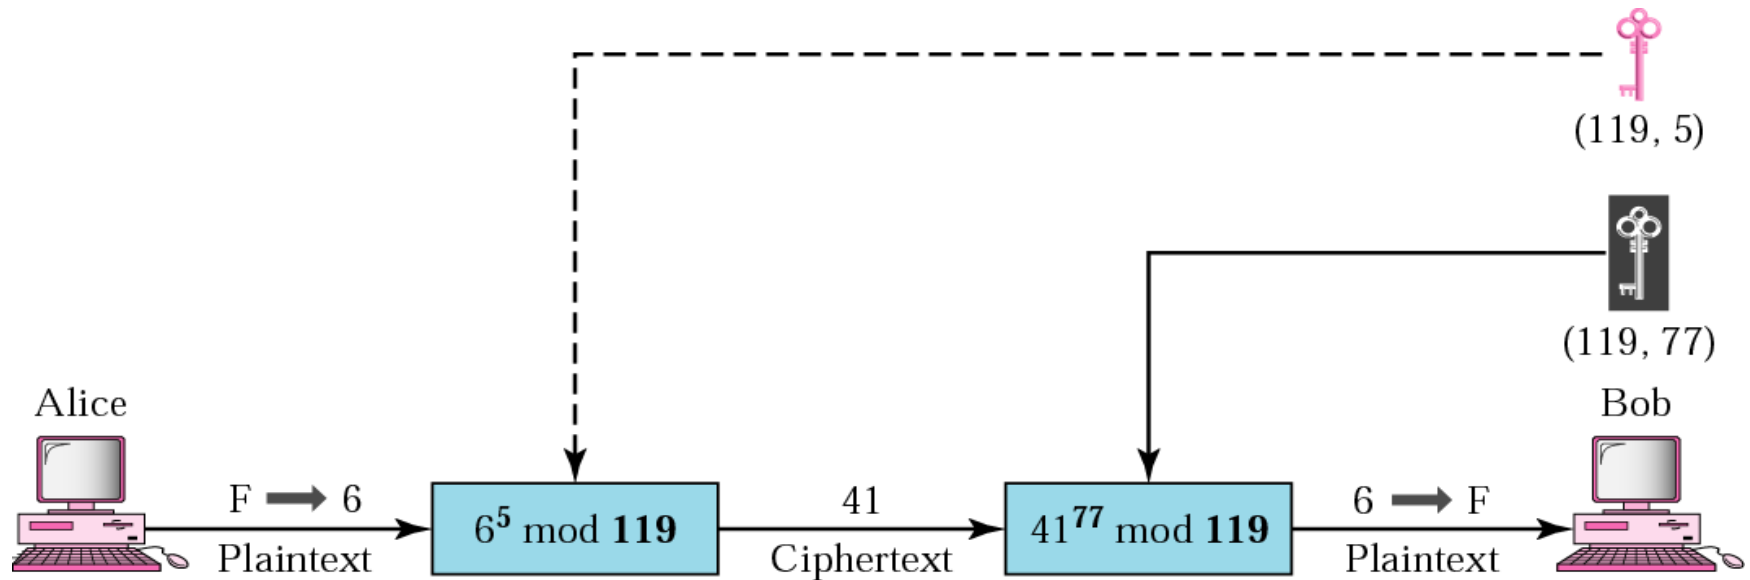 (119, 5)
(119, 77)
Alice
Bob
F → 6
6⁵ mod 119
41
41⁷⁷ mod 119
6 → F
Plaintext
Ciphertext
Plaintext